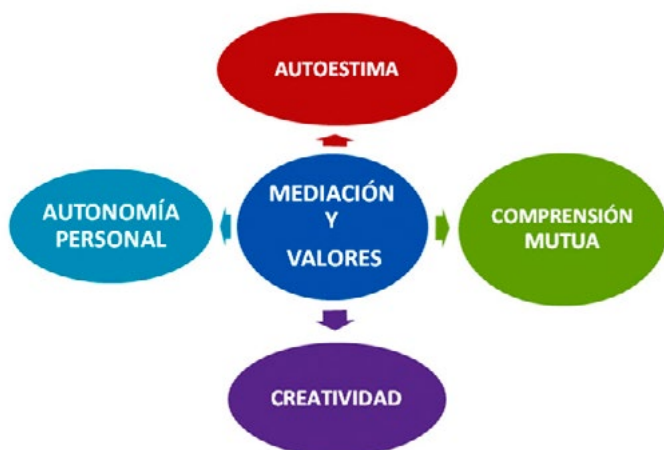 AUTOESTIMA
AUTONOMÍA
PERSONAL
MEDIACIÓN
Y
VALORES
COMPRENSIÓN
MUTUA
CREATIVIDAD